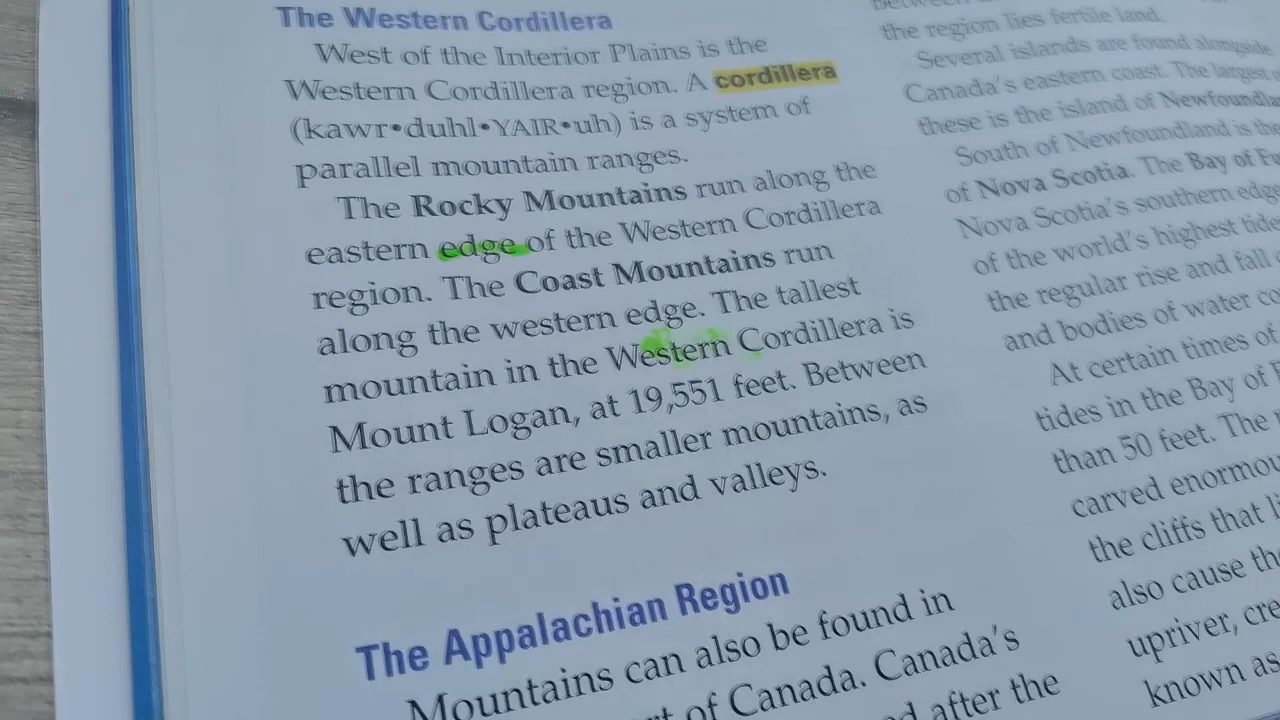 The Western Cordillera
West of the Interior Plains is the
Western Cordillera region. A cordillera
(kawr•duhl•YAIR•uh) is a system of
parallel mountain ranges.
The Rocky Mountains run along the
eastern edge of the Western Cordillera
region. The Coast Mountains run
along the western edge. The tallest
mountain in the Western Cordillera is
Mount Logan, at 19,551 feet. Between
the ranges are smaller mountains, as
well as plateaus and valleys.
The Appalachian Region
Mountains can also be found in
of Canada. Canada's
after the
the region lies fertile land.
Several islands are found alongside
Canada's eastern coast. The largest
these is the island of
South of Newfoundland is the
of Nova Scotia. The Bay of
Nova Scotia's southern edge
of the world's highest tide
the regular rise and fall
and bodies of water
At certain times of
tides in the Bay of
than 50 feet. The
carved
the cliffs that
also cause
upriver,
known as